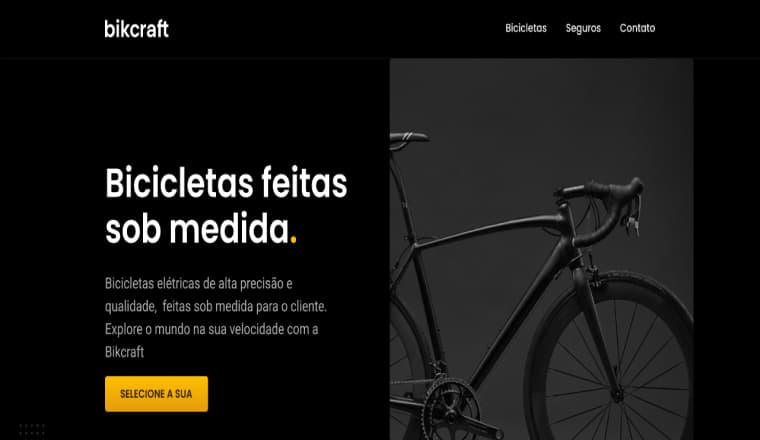 bikcraft
Bicicletas Seguros Contato
Bicicletas feitas
sob medida.
Bicicletas elétricas de alta precisão e
qualidade, feitas sob medida para o cliente.
Explore o mundo na sua velocidade com a
Bikcraft
SELECIONE A SUA